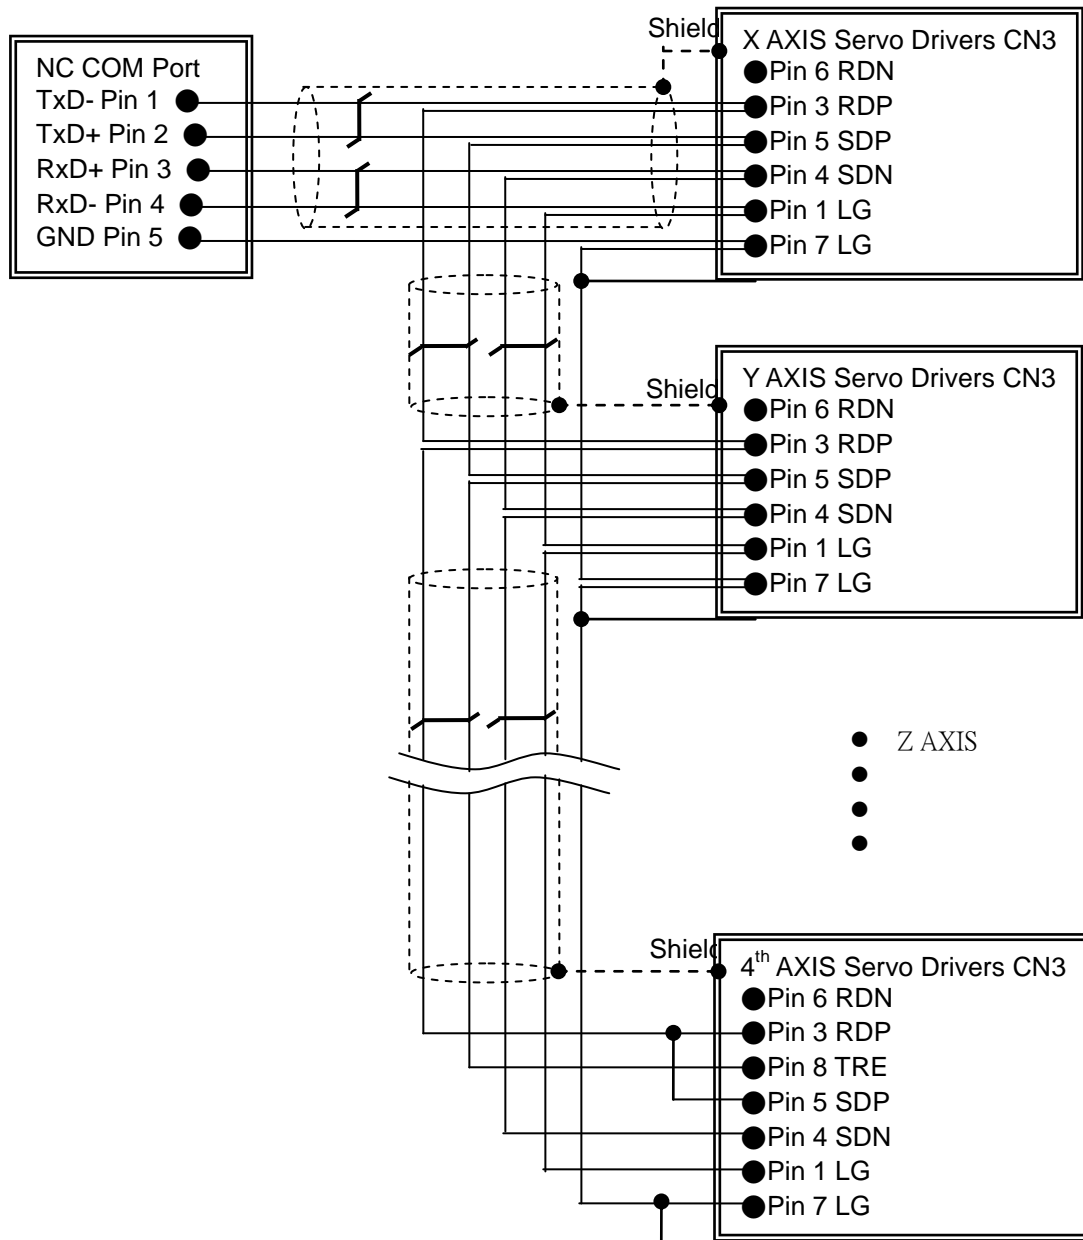 NC COM Port
TxD- Pin 1
TxD+ Pin 2
RxD+ Pin 3
RxD- Pin 4
GND Pin 5
Shield
X AXIS Servo Drivers CN3
Pin 6 RDN
Pin 3 RDP
Pin 5 SDP
Pin 4 SDN
Pin 1 LG
Pin 7 LG
Shield
Y AXIS Servo Drivers CN3
Pin 6 RDN
Pin 3 RDP
Pin 5 SDP
Pin 4 SDN
Pin 1 LG
Pin 7 LG
Z AXIS
Shield
4th AXIS Servo Drivers CN3
Pin 6 RDN
Pin 3 RDP
Pin 8 TRE
Pin 5 SDP
Pin 4 SDN
Pin 1 LG
Pin 7 LG